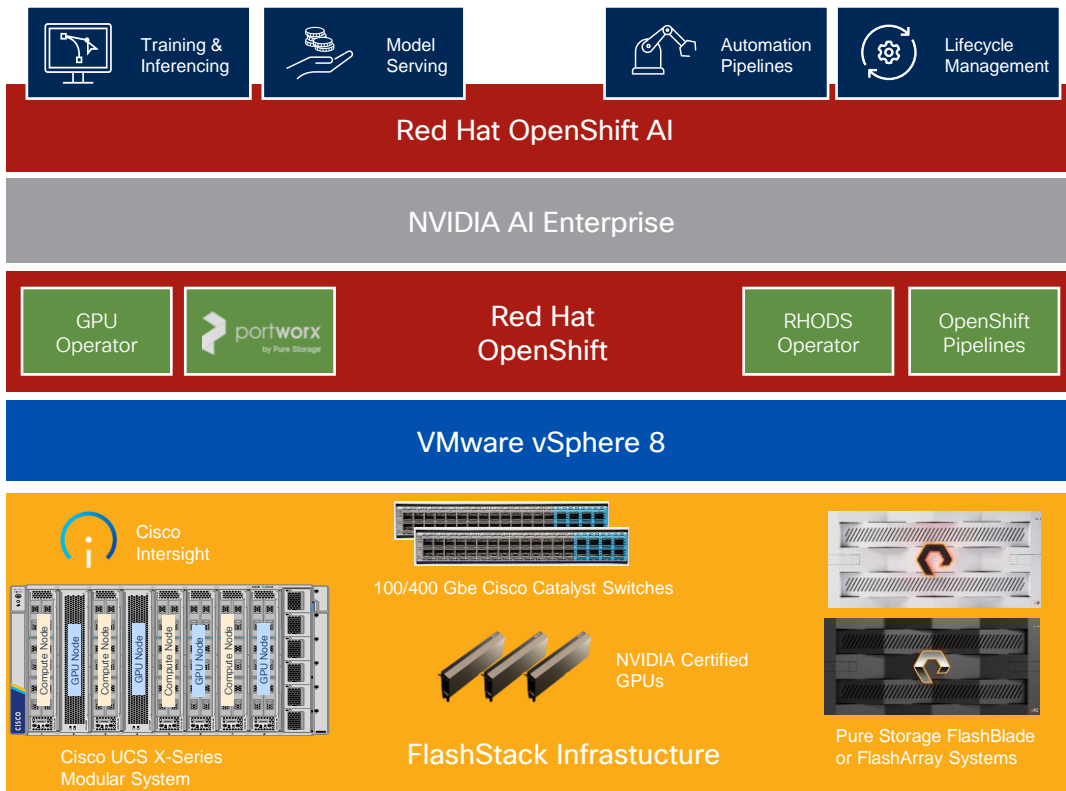 Training &
Inferencing
Model
Serving
Automation
Pipelines
Lifecycle
Management
Red Hat OpenShift AI
NVIDIA AI Enterprise
GPU
Operator
portworx
by Pure Storage
Red Hat
OpenShift
RHODS
Operator
OpenShift
Pipelines
VMware vSphere 8
Cisco
Intersight
100/400 Gbe Cisco Catalyst Switches
Compute Node
GPU Node
Compute Node
GPU Node
Compute Node
GPU Node
Compute Node
GPU Node
CISCO
NVIDIA Certified
GPUs
Cisco UCS X-Series
Modular System
FlashStack Infrastucture
Pure Storage FlashBlade
or FlashArray Systems